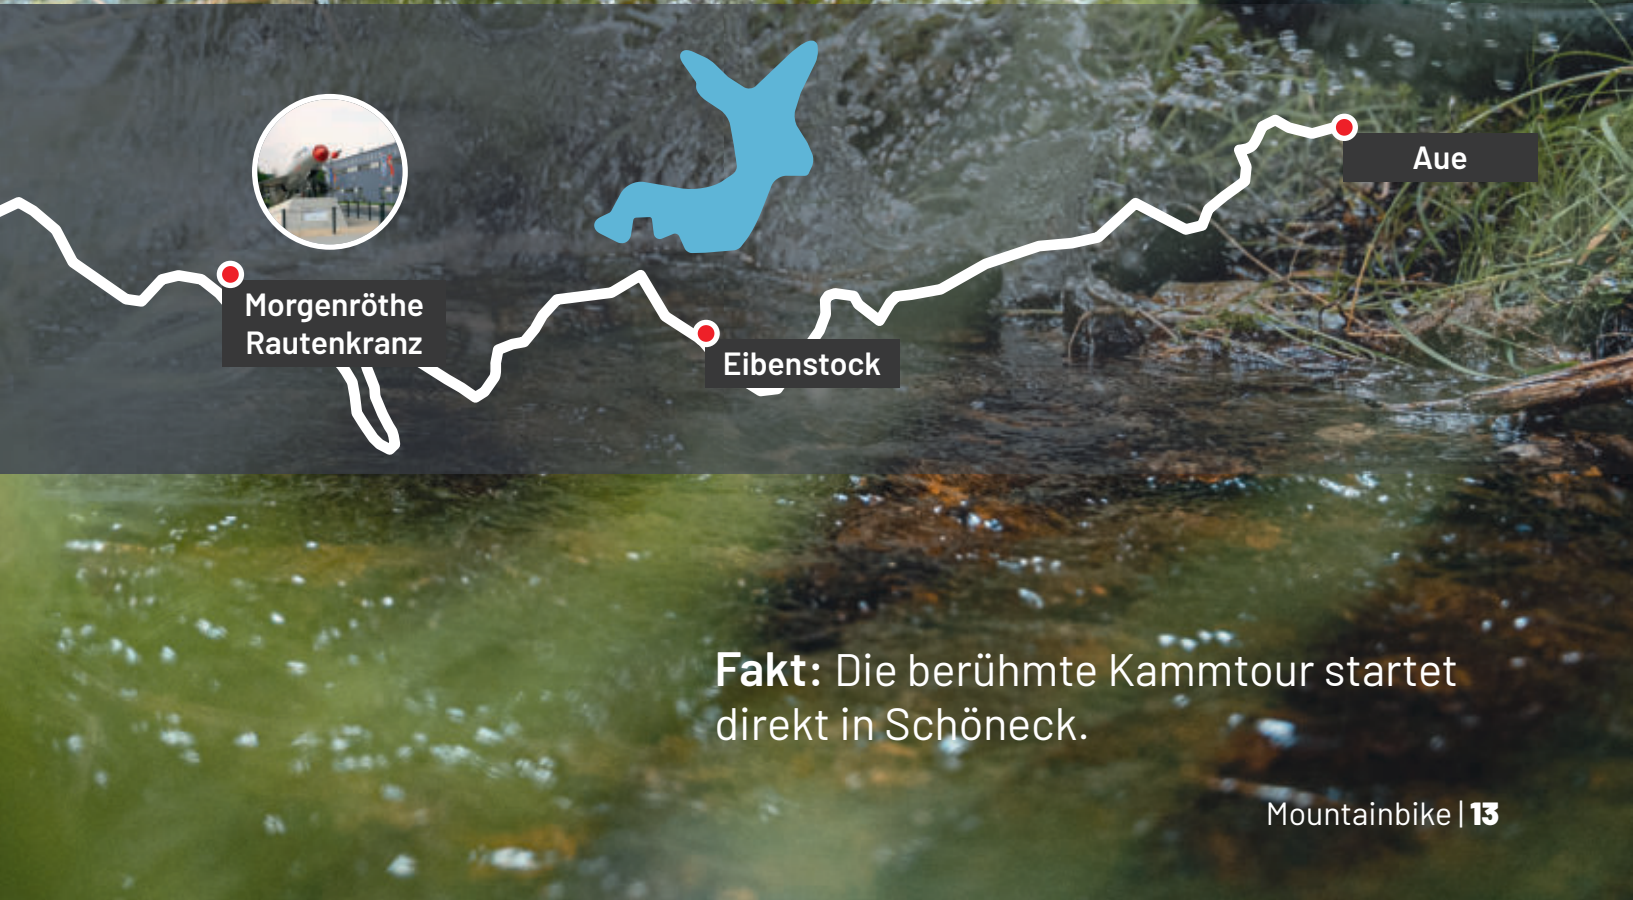 Aue
Morgenröthe
Rautenkranz
Eibenstock
Fakt: Die berühmte Kammtour startet
direkt in Schöneck.
Mountainbike | 13